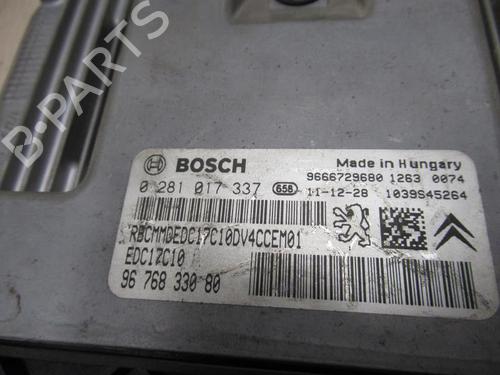 B-PARTS
BOSCH
Made in Hungary
0 281 017 337 658 11-12-28
9666729680 1263 0074
1039S45264
RBCMMDEDC17C10DV4CCEM01
EDC17C10
96 768 330 80